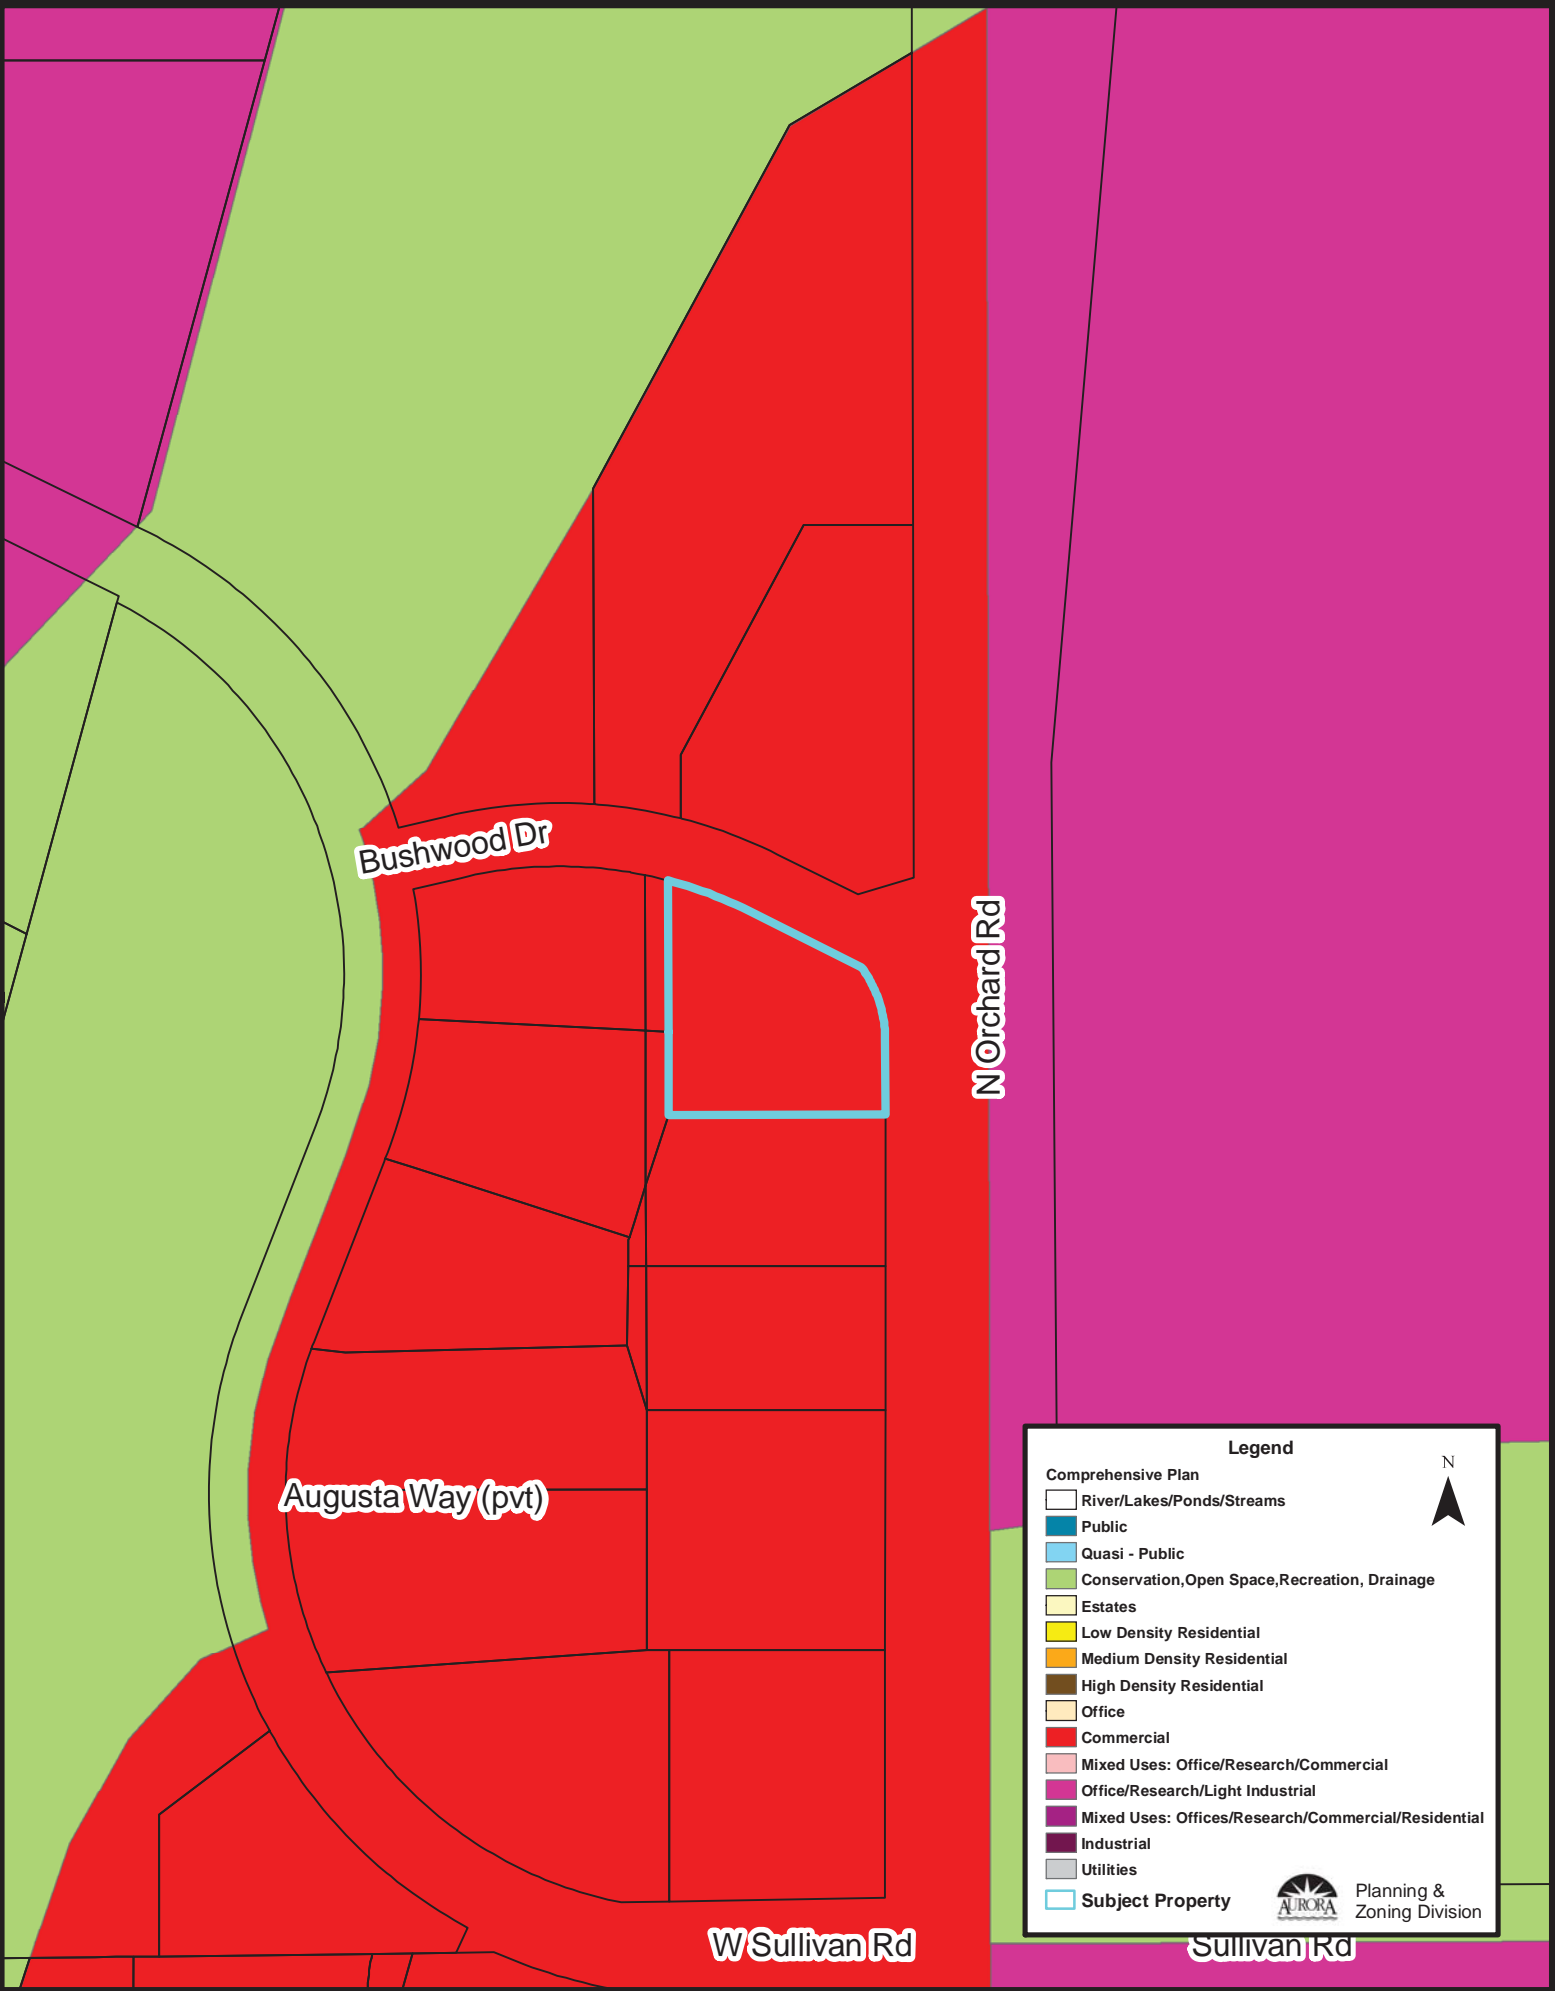 Bushwood Dr
N Orchard Rd
Augusta Way (pvt)
W Sullivan Rd
Sullivan Rd
Legend
N
Comprehensive Plan
River/Lakes/Ponds/Streams
Public
Quasi - Public
Conservation,Open Space,Recreation, Drainage
Estates
Low Density Residential
Medium Density Residential
High Density Residential
Office
Commercial
Mixed Uses: Office/Research/Commercial
Office/Research/Light Industrial
Mixed Uses: Offices/Research/Commercial/Residential
Industrial
Utilities
Subject Property
AURORA
Planning &
Zoning Division